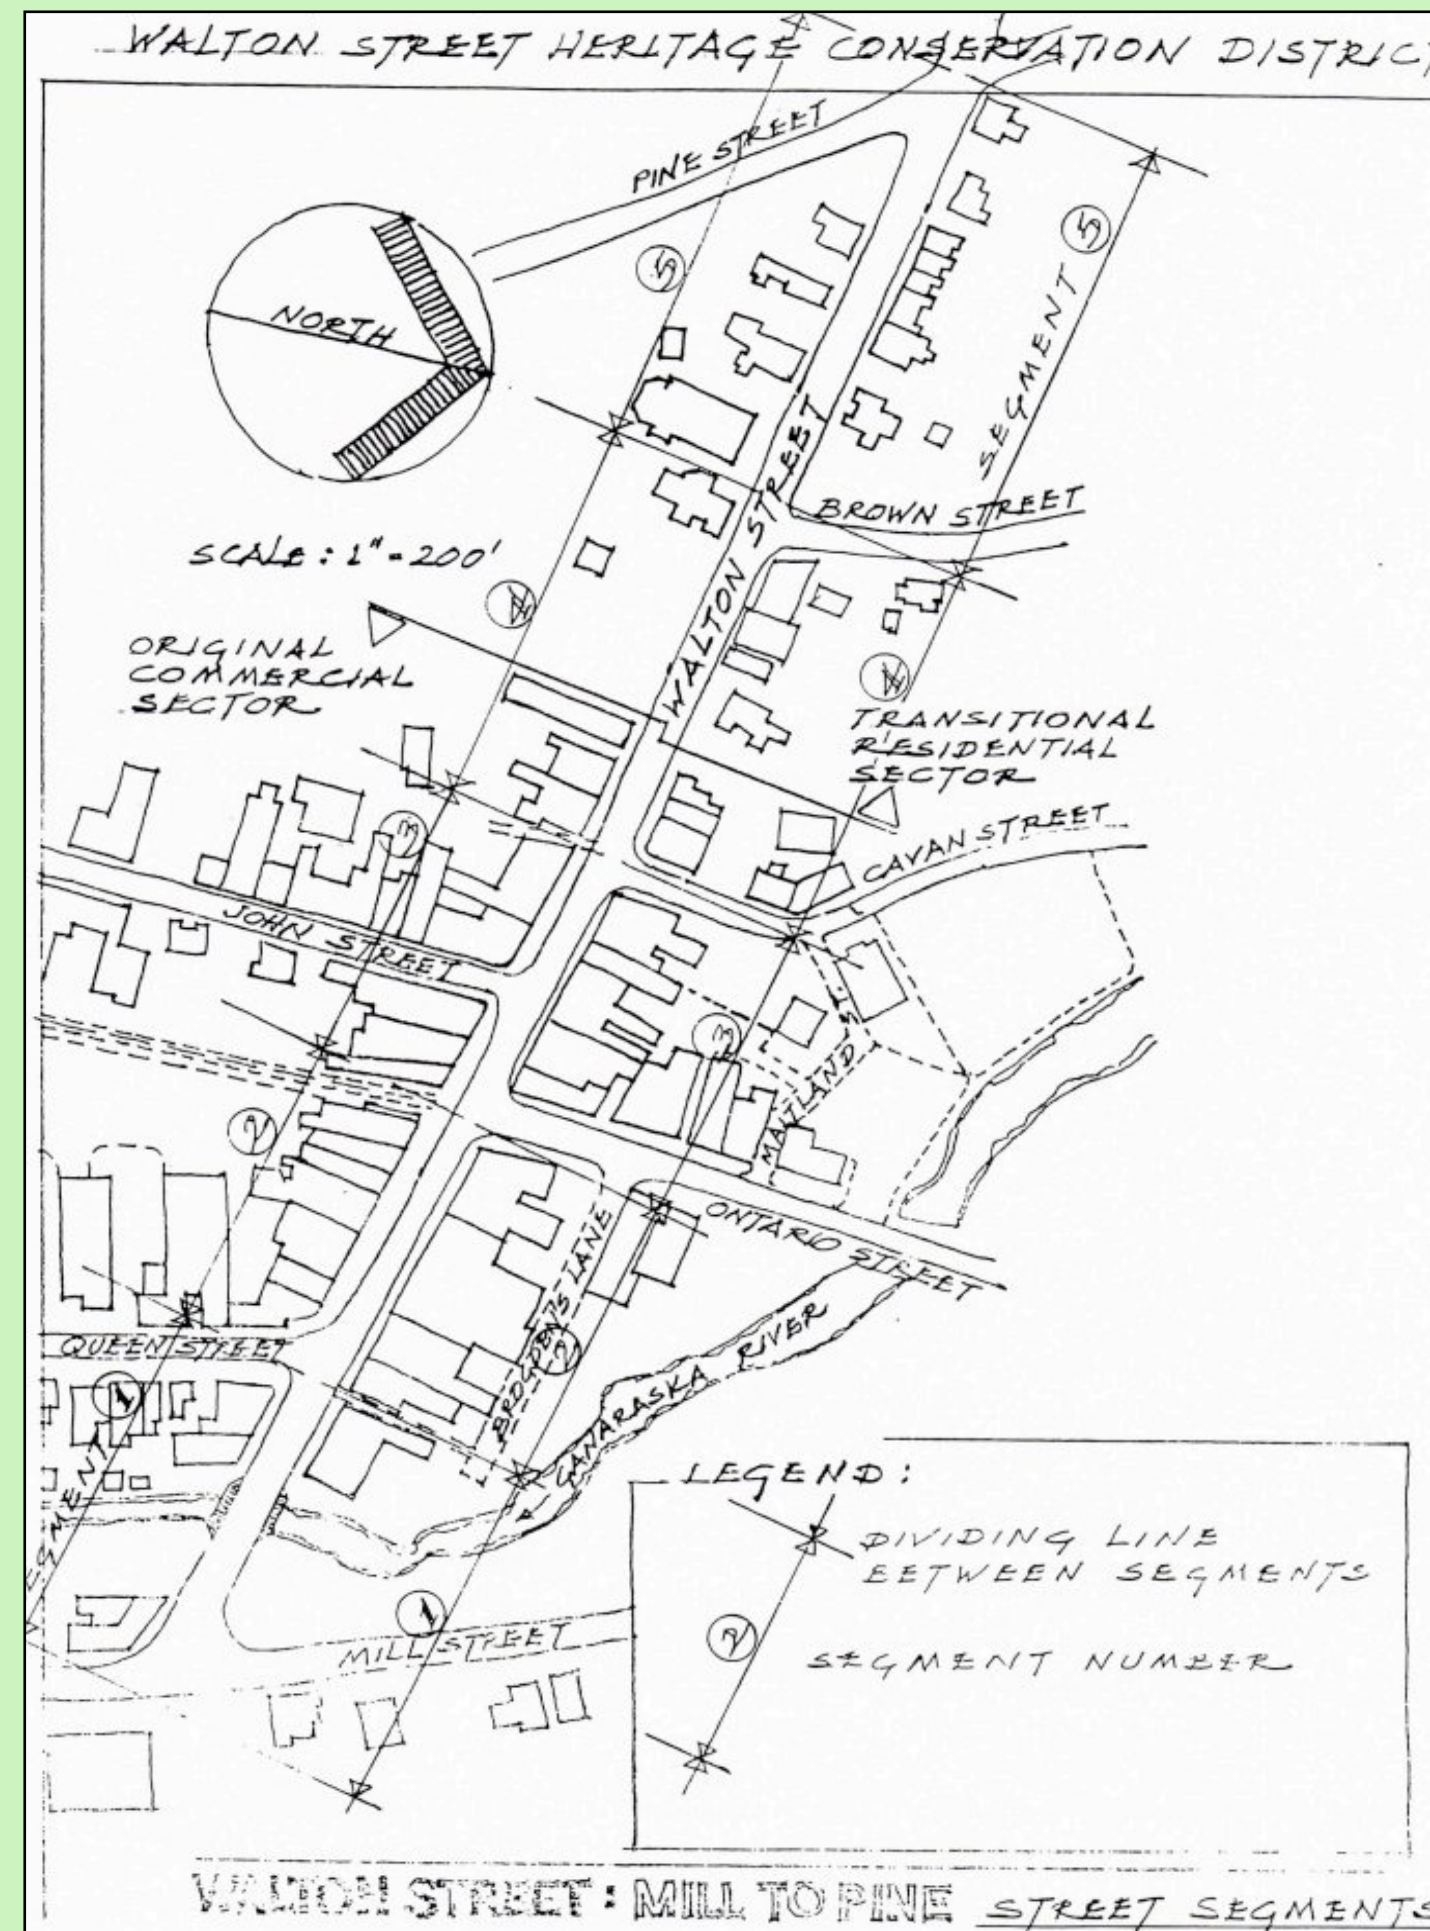 WALTON STREET HERITAGE CONSERVATION DISTRICT
PINE STREET
5
5
NORTH
SEGMENT
WALTON STREET
BROWN STREET
SCALE: 1" = 200'
4
ORIGINAL
COMMERCIAL
SECTOR
4
TRANSITIONAL
RESIDENTIAL
SECTOR
3
CAVAN STREET
JOHN STREET
3
MAITLAND ST.
2
ONTARIO STREET
BRDGDENS LANE
QUEEN STREET
2
1
GANARASKA RIVER
SEGMENT
1
MILL STREET
LEGEND:
DIVIDING LINE
BETWEEN SEGMENTS
2
SEGMENT NUMBER
WALTON STREET: MILL TO PINE
STREET SEGMENTS